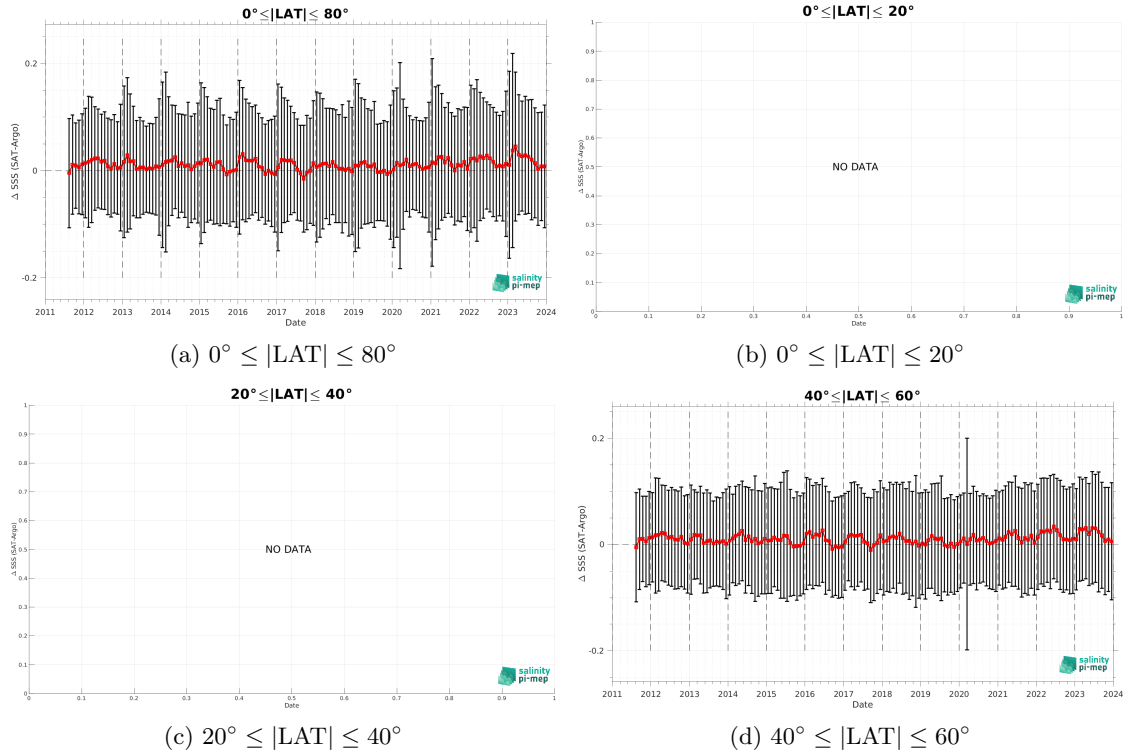 0°≤|LAT|≤ 80°
0.2
0
-0.2
Δ SSS (SAT-Argo)
2011 2012 2013 2014 2015 2016 2017 2018 2019 2020 2021 2022 2023 2024
Date
salinity
pi-mep
(a) 0° ≤ |LAT| ≤ 80°
0°≤|LAT|≤ 20°
1
0.9
0.8
0.7
0.6
0.5
0.4
0.3
0.2
0.1
0
Δ SSS (SAT-Argo)
NO DATA
0 0.1 0.2 0.3 0.4 0.5 0.6 0.7 0.8 0.9 1
Date
salinity
pi-mep
(b) 0° ≤ |LAT| ≤ 20°
20°≤|LAT|≤ 40°
1
0.9
0.8
0.7
0.6
0.5
0.4
0.3
0.2
0.1
0
Δ SSS (SAT-Argo)
NO DATA
0 0.1 0.2 0.3 0.4 0.5 0.6 0.7 0.8 0.9 1
Date
salinity
pi-mep
(c) 20° ≤ |LAT| ≤ 40°
40°≤|LAT|≤ 60°
0.2
0
-0.2
Δ SSS (SAT-Argo)
2011 2012 2013 2014 2015 2016 2017 2018 2019 2020 2021 2022 2023 2024
Date
salinity
pi-mep
(d) 40° ≤ |LAT| ≤ 60°